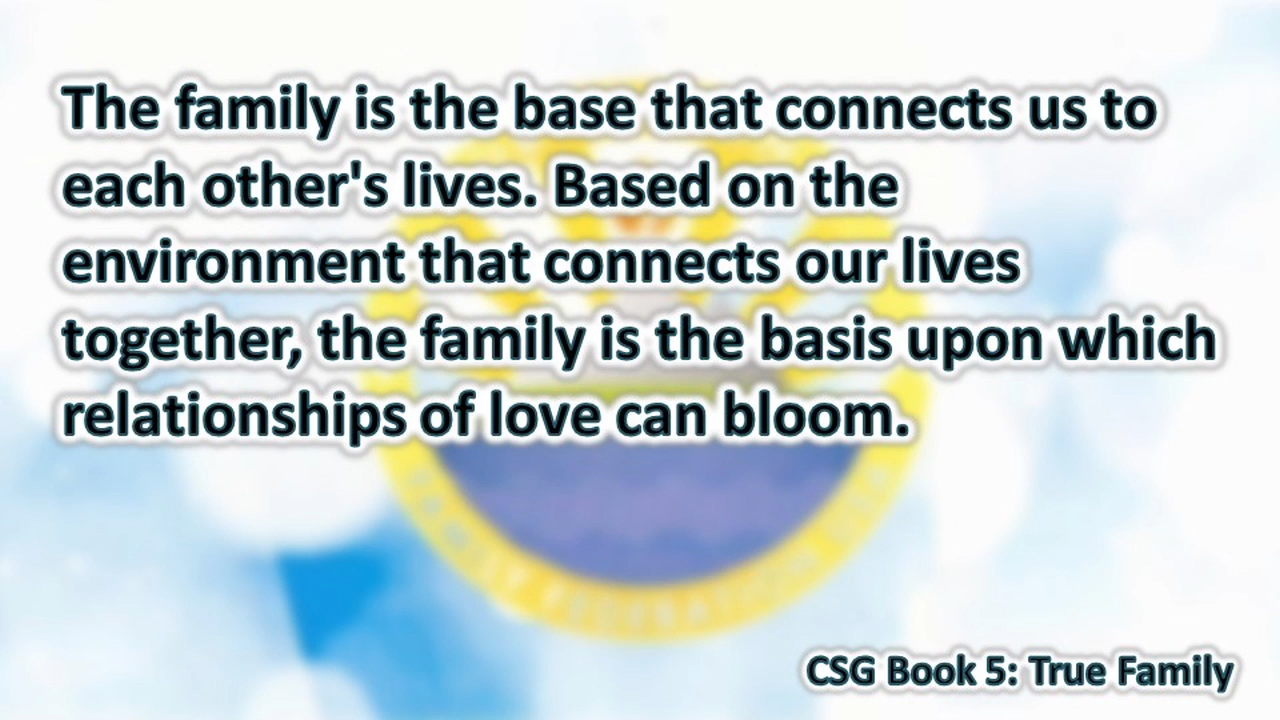 The family is the base that connects us to
each other's lives. Based on the
environment that connects our lives
together, the family is the basis upon which
relationships of love can bloom.
FAMILY FEDERATION
CSG Book 5: True Family